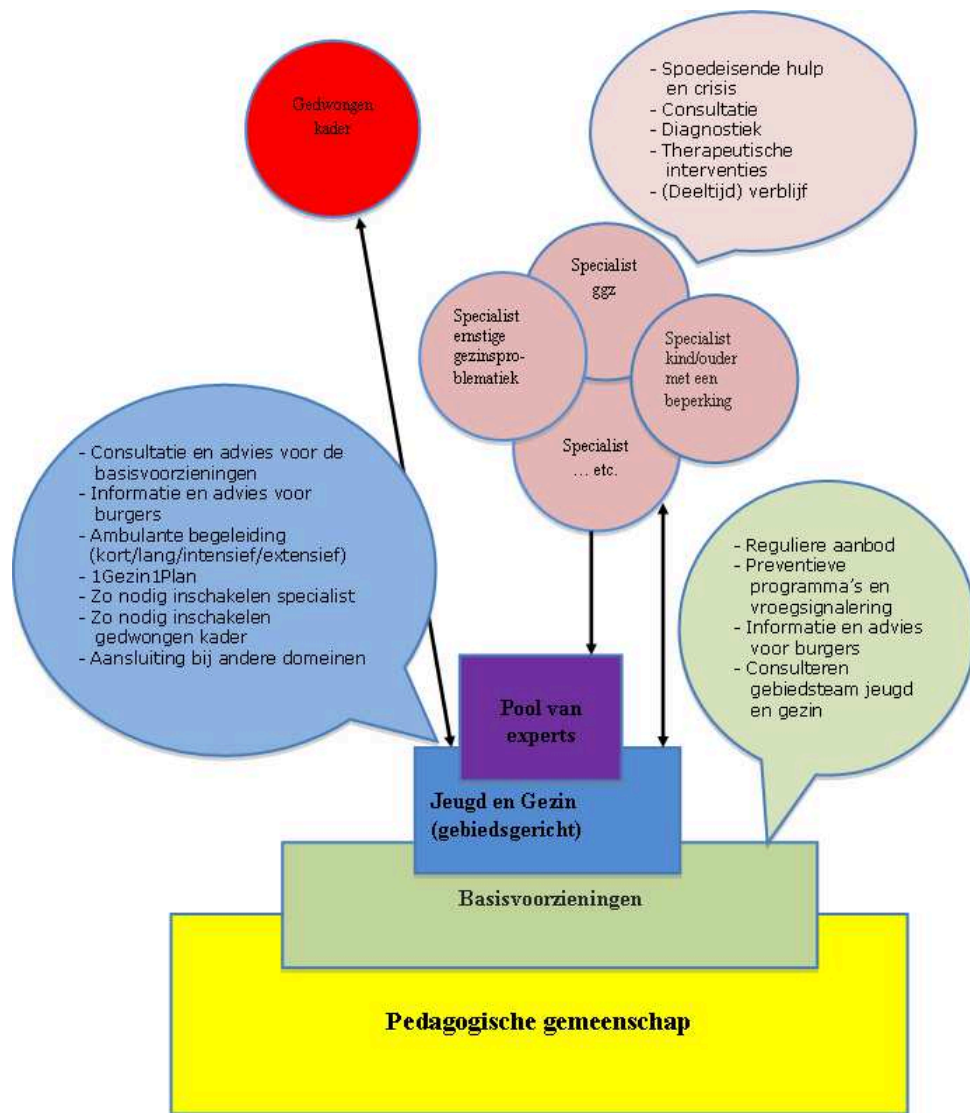 Gedwongen
kader
- Spoedeisende hulp
en crisis
- Consultatie
- Diagnostiek
- Therapeutische
interventies
- (Deeltijd) verblijf
Specialist
ggz
Specialist
ernstige
gezinspro-
blematiek
Specialist
kind/ouder
met een
beperking
Specialist
... etc.
- Consultatie en advies voor de
basisvoorzieningen
- Informatie en advies voor
burgers
- Ambulante begeleiding
(kort/lang/intensief/extensief)
- 1Gezin1Plan
- Zo nodig inschakelen specialist
- Zo nodig inschakelen
gedwongen kader
- Aansluiting bij andere domeinen
- Reguliere aanbod
- Preventieve
programma's en
vroegsignalering
- Informatie en advies
voor burgers
- Consulteren
gebiedsteam jeugd
en gezin
Pool van
experts
Jeugd en Gezin
(gebiedsgericht)
Basisvoorzieningen
Pedagogische gemeenschap